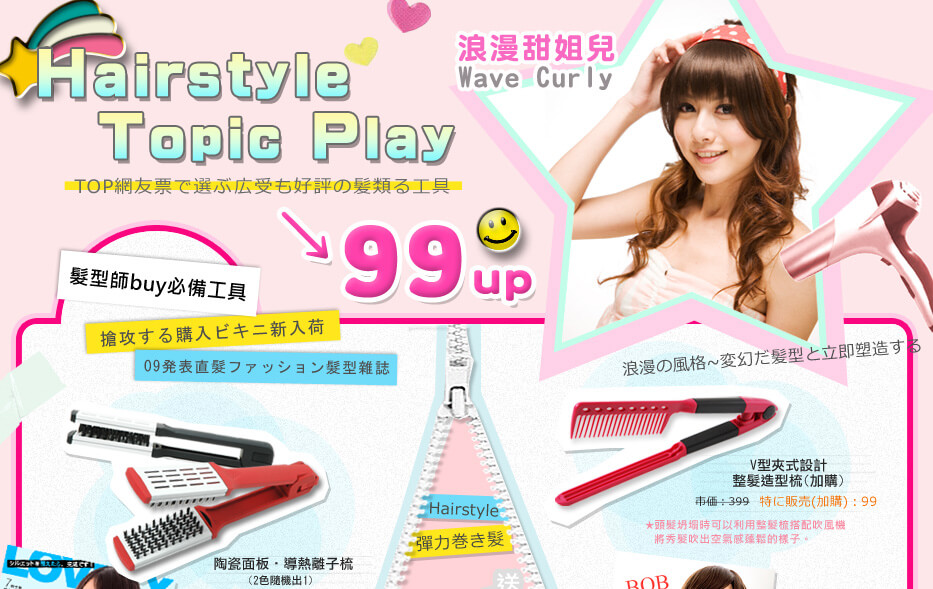 Hairstyle
Topic Play
TOP網友票で選ぶ広受も好評の髪類る工具
浪漫甜姐兒
Wave Curly
99 up
髮型師buy必備工具
搶攻する購入ビキニ新入荷
09発表直髪ファッション髪型雜誌
浪漫の風格~変幻だ髪型と立即塑造する
V型夾式設計
整髮造型梳(加購)
市価：399 特に販売(加購)：99
★頭髮坍塌時可以利用整髮梳搭配吹風機
將秀髮吹出空氣感蓬鬆的樣子。
Hairstyle
彈力巻き髪
陶瓷面板・導熱離子梳
(2色隨機出1)
送
BOB